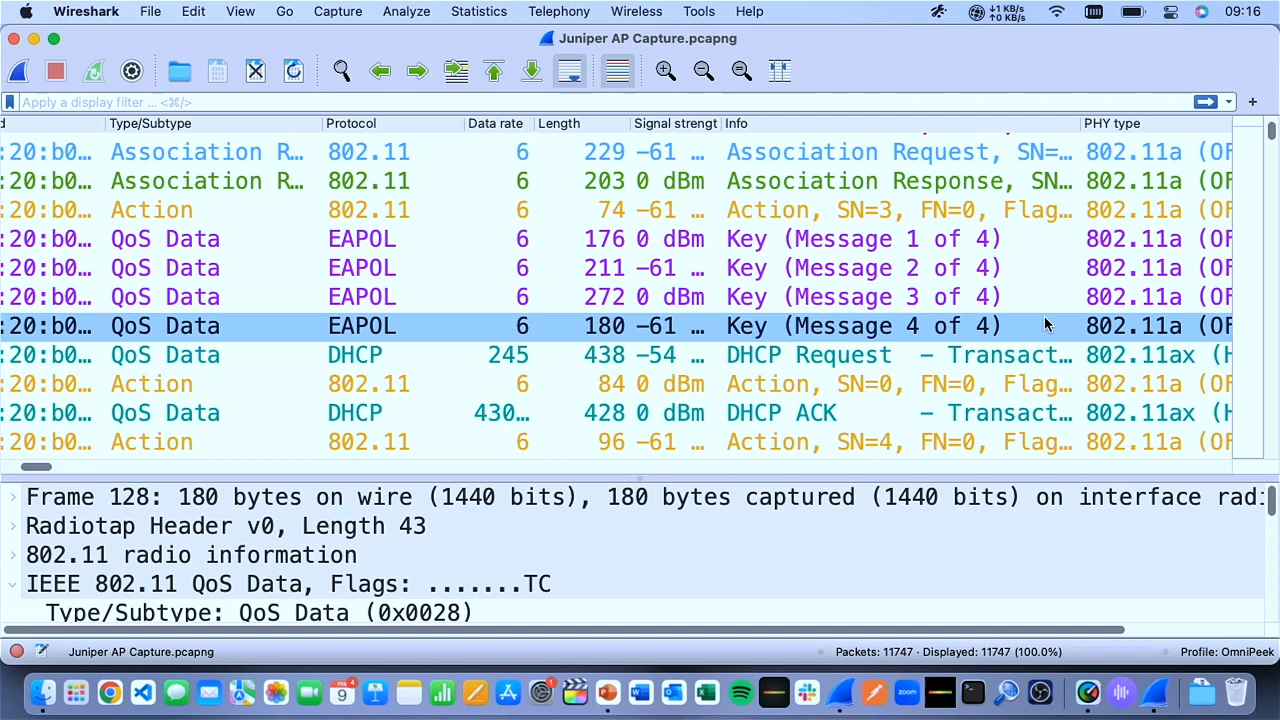 Wireshark File Edit View Go Capture Analyze Statistics Telephony Wireless Tools Help ↓1 KB/s ↑0 KB/s 09:16
Juniper AP Capture.pcapng
Apply a display filter … <⌘/>
d Type/Subtype Protocol Data rate Length Signal strengt Info PHY type
:20:b0… Association R… 802.11 6 229 −61 … Association Request, SN=… 802.11a (OF
:20:b0… Association R… 802.11 6 203 0 dBm Association Response, SN… 802.11a (OF
:20:b0… Action 802.11 6 74 −61 … Action, SN=3, FN=0, Flag… 802.11a (OF
:20:b0… QoS Data EAPOL 6 176 0 dBm Key (Message 1 of 4) 802.11a (OF
:20:b0… QoS Data EAPOL 6 211 −61 … Key (Message 2 of 4) 802.11a (OF
:20:b0… QoS Data EAPOL 6 272 0 dBm Key (Message 3 of 4) 802.11a (OF
:20:b0… QoS Data EAPOL 6 180 −61 … Key (Message 4 of 4) 802.11a (OF
:20:b0… QoS Data DHCP 245 438 −54 … DHCP Request – Transact… 802.11ax (H
:20:b0… Action 802.11 6 84 0 dBm Action, SN=0, FN=0, Flag… 802.11a (OF
:20:b0… QoS Data DHCP 430… 428 0 dBm DHCP ACK – Transact… 802.11ax (H
:20:b0… Action 802.11 6 96 −61 … Action, SN=4, FN=0, Flag… 802.11a (OF
Frame 128: 180 bytes on wire (1440 bits), 180 bytes captured (1440 bits) on interface radi
Radiotap Header v0, Length 43
802.11 radio information
IEEE 802.11 QoS Data, Flags: .......TC
Type/Subtype: QoS Data (0x0028)
Juniper AP Capture.pcapng Packets: 11747 · Displayed: 11747 (100.0%) Profile: OmniPeek
FEB 9 4 1 zoom